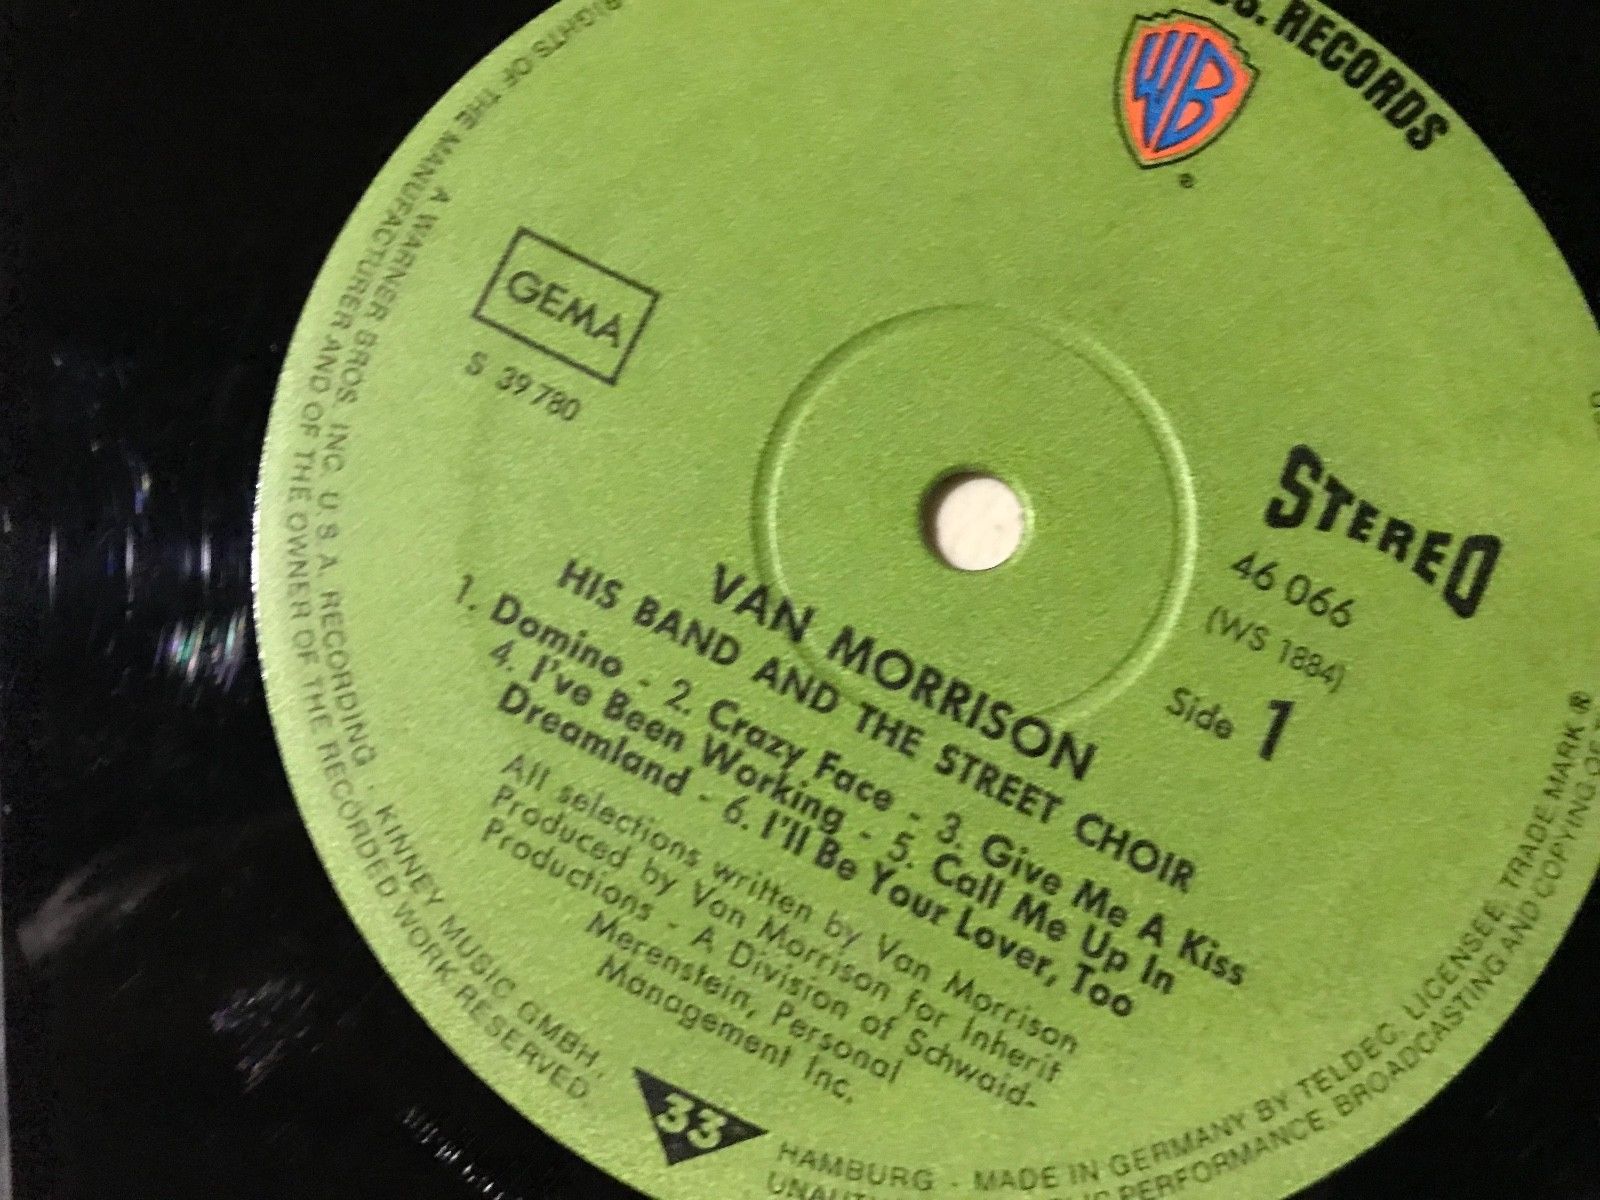 S. RECORDS
WB
®
GEMA
S 39 780
STEREO
46 066
(WS 1884)
Side 1
VAN MORRISON
HIS BAND AND THE STREET CHOIR
1. Domino - 2. Crazy Face - 3. Give Me A Kiss
4. I've Been Working - 5. Call Me Up In
Dreamland - 6. I'll Be Your Lover, Too
All selections written by Van Morrison
Produced by Van Morrison for Inherit
Productions - A Division of Schwaid-
Merenstein, Personal
Management Inc.
33
A WARNER BROS. INC. U S A. RECORDING · KINNEY MUSIC GMBH, HAMBURG · MADE IN GERMANY BY TELDEC. LICENSEE. TRADE MARK ®
RIGHTS OF THE MANUFACTURER AND OF THE OWNER OF THE RECORDED WORK RESERVED. PERFORMANCE. BROADCASTING AND COPYING OF